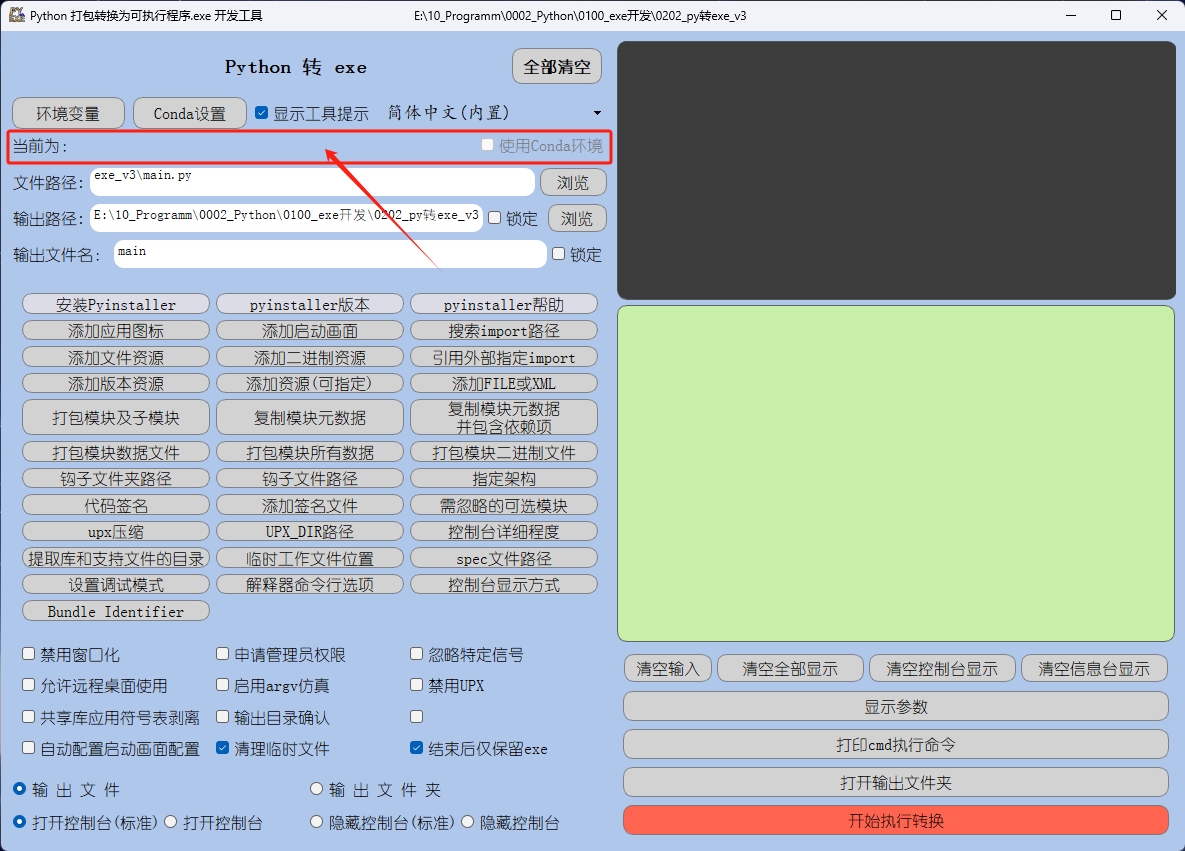 Python 打包转换为可执行程序.exe 开发工具 E:\10_Programm\0002_Python\0100_exe开发\0202_py转exe_v3
Python 转 exe 全部清空
环境变量 Conda设置 显示工具提示 简体中文(内置)
当前为: 使用Conda环境
文件路径: exe_v3\main.py 浏览
输出路径: E:\10_Programm\0002_Python\0100_exe开发\0202_py转exe_v3 锁定 浏览
输出文件名: main 锁定
安装Pyinstaller pyinstaller版本 pyinstaller帮助
添加应用图标 添加启动画面 搜索import路径
添加文件资源 添加二进制资源 引用外部指定import
添加版本资源 添加资源(可指定) 添加FILE或XML
打包模块及子模块 复制模块元数据 复制模块元数据
并包含依赖项
打包模块数据文件 打包模块所有数据 打包模块二进制文件
钩子文件夹路径 钩子文件路径 指定架构
代码签名 添加签名文件 需忽略的可选模块
upx压缩 UPX_DIR路径 控制台详细程度
提取库和支持文件的目录 临时工作文件位置 spec文件路径
设置调试模式 解释器命令行选项 控制台显示方式
Bundle Identifier
禁用窗口化 申请管理员权限 忽略特定信号
允许远程桌面使用 启用argv仿真 禁用UPX
共享库应用符号表剥离 输出目录确认
自动配置启动画面配置 清理临时文件 结束后仅保留exe
输 出 文 件 输 出 文 件 夹
打开控制台(标准) 打开控制台 隐藏控制台(标准) 隐藏控制台
清空输入 清空全部显示 清空控制台显示 清空信息台显示
显示参数
打印cmd执行命令
打开输出文件夹
开始执行转换